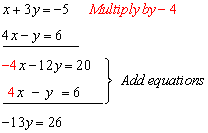 x + 3y = -5 Multiply by - 4
4x - y = 6
-4x - 12y = 20
4x - y = 6 Add equations
-13y = 26